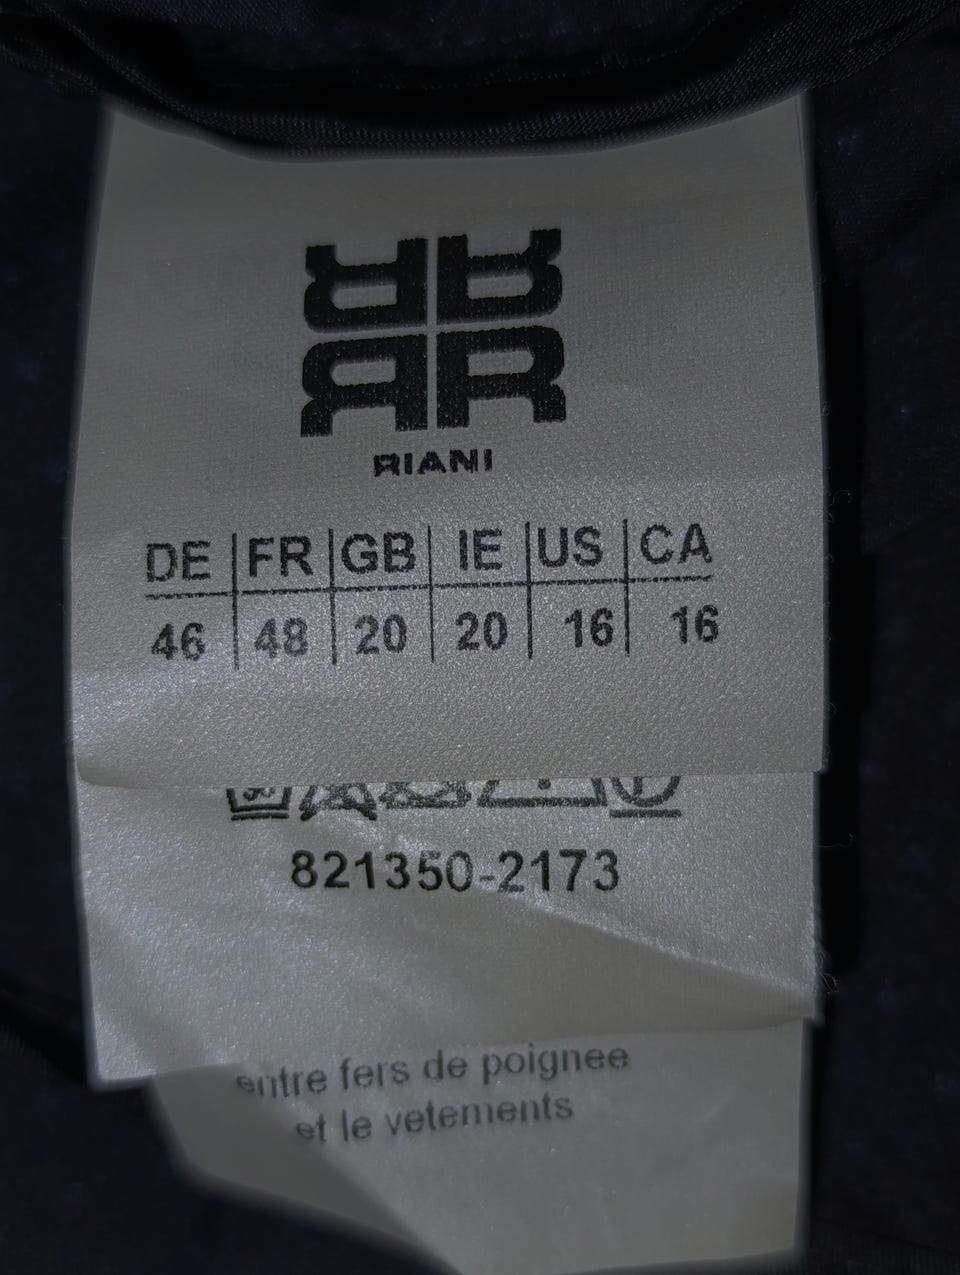 RIANI
DE FR GB IE US CA
46 48 20 20 16 16
821350-2173
entre fers de poignee
et le vetements